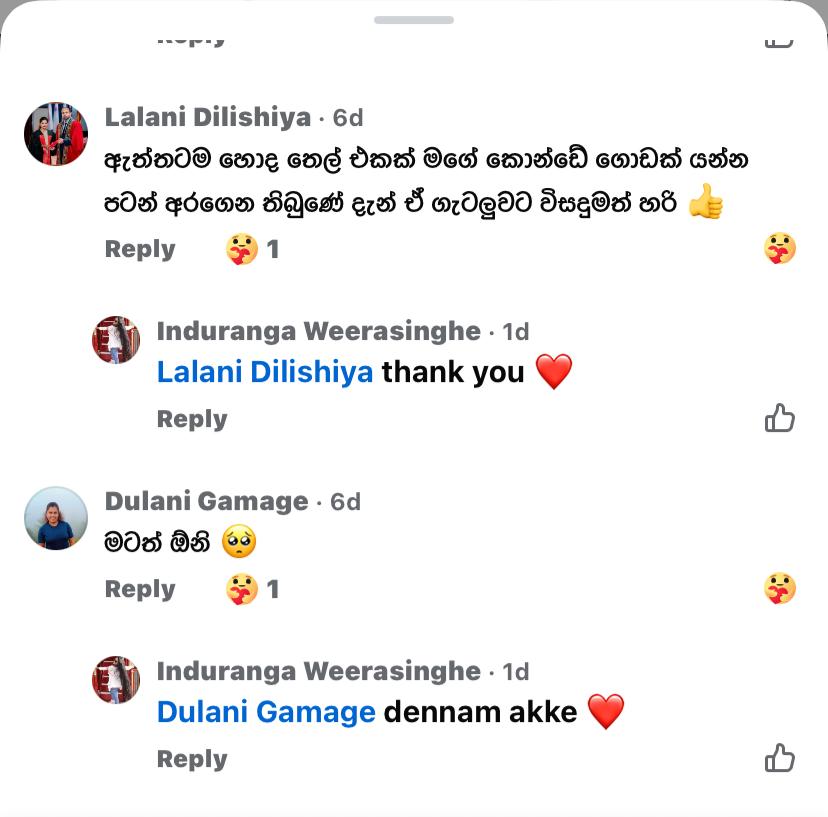 Lalani Dilishiya · 6d
ඇත්තටම හොද තෙල් එකක් මගේ කොන්ඩේ ගොඩක් යන්න
පටන් අරගෙන තිබුණේ දැන් ඒ ගැටලුවට විසදුමත් හරි 👍
Reply 1
Induranga Weerasinghe · 1d
Lalani Dilishiya thank you ❤️
Reply
Dulani Gamage · 6d
මටත් ඕනි 🥺
Reply 1
Induranga Weerasinghe · 1d
Dulani Gamage dennam akke ❤️
Reply